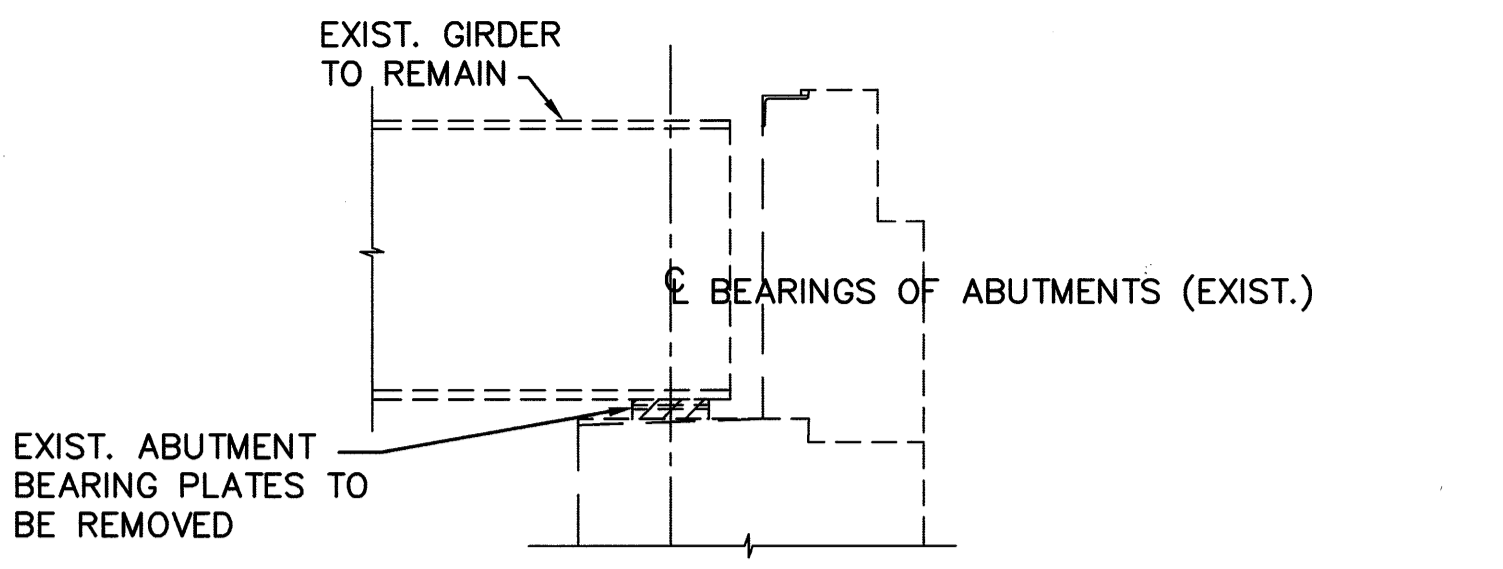 EXIST. GIRDER
TO REMAIN
℄ BEARINGS OF ABUTMENTS (EXIST.)
EXIST. ABUTMENT
BEARING PLATES TO
BE REMOVED